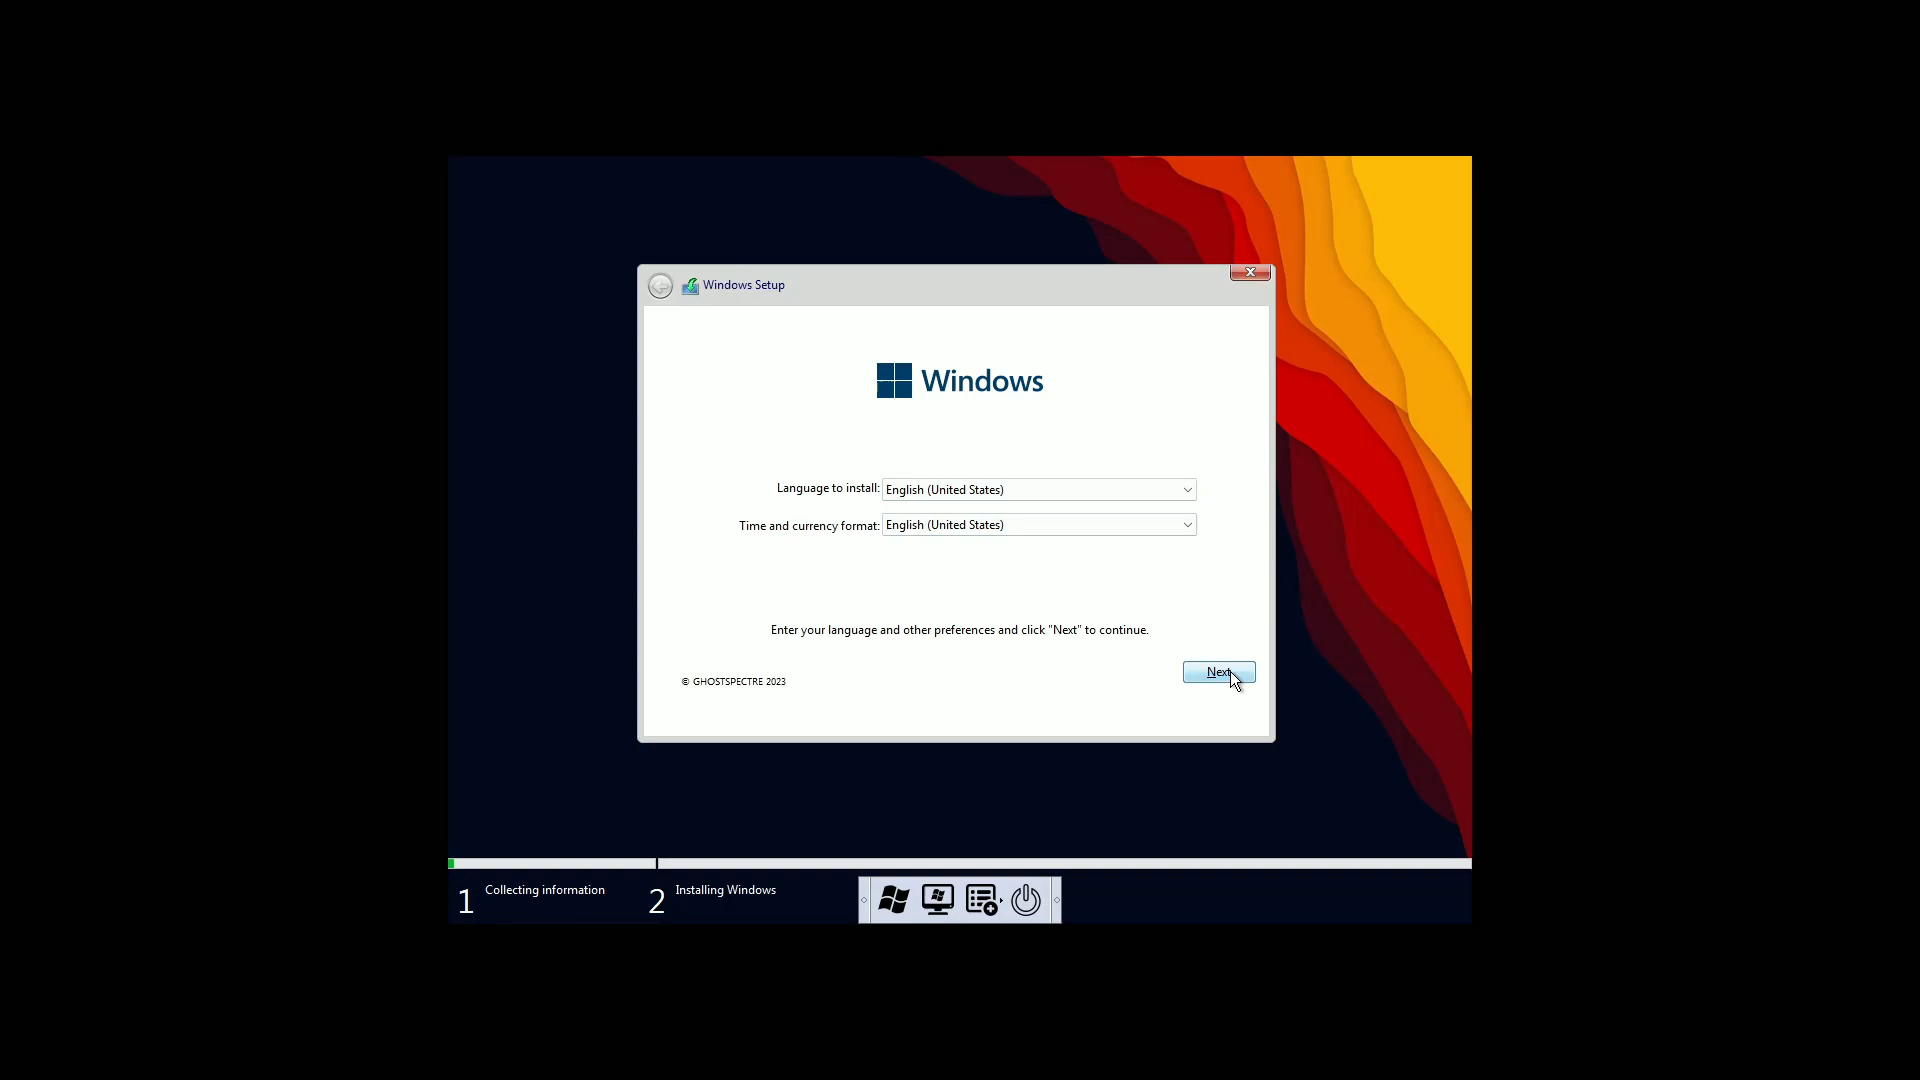 Windows Setup
Windows
Language to install: English (United States)
Time and currency format: English (United States)
Enter your language and other preferences and click "Next" to continue.
Next
© GHOSTSPECTRE 2023
1 Collecting information
2 Installing Windows